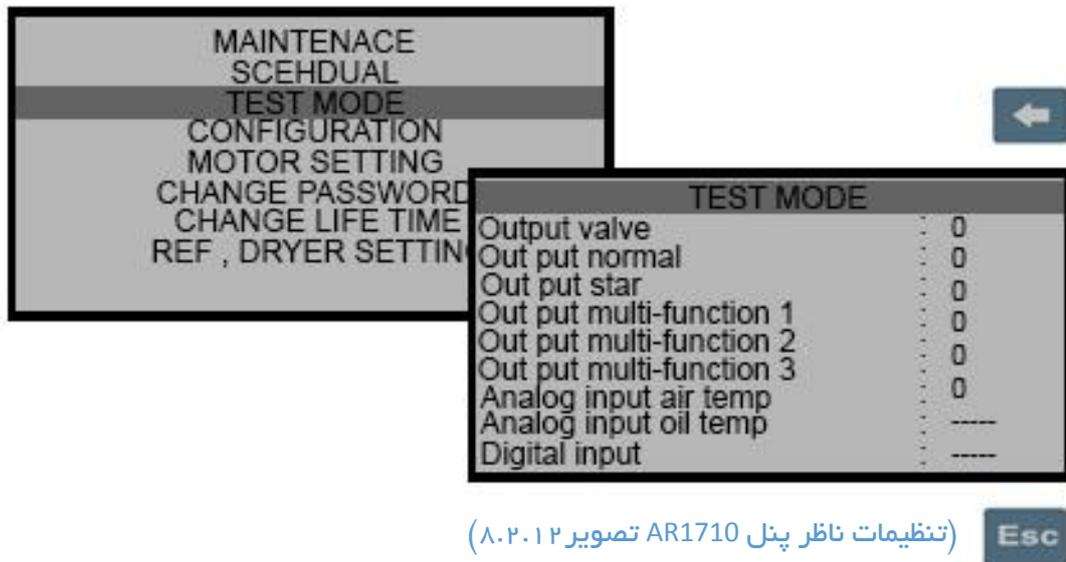 MAINTENACE
SCEHDUAL
TEST MODE
CONFIGURATION
MOTOR SETTING
CHANGE PASSWORD
CHANGE LIFE TIME
REF , DRYER SETTIN
TEST MODE
Output valve : 0
Out put normal : 0
Out put star : 0
Out put multi-function 1 : 0
Out put multi-function 2 : 0
Out put multi-function 3 : 0
Analog input air temp
Analog input oil temp : -----
Digital input : -----
(تنظیمات ناظر پنل AR1710 تصویر ۸.۲.۱۲)
Esc